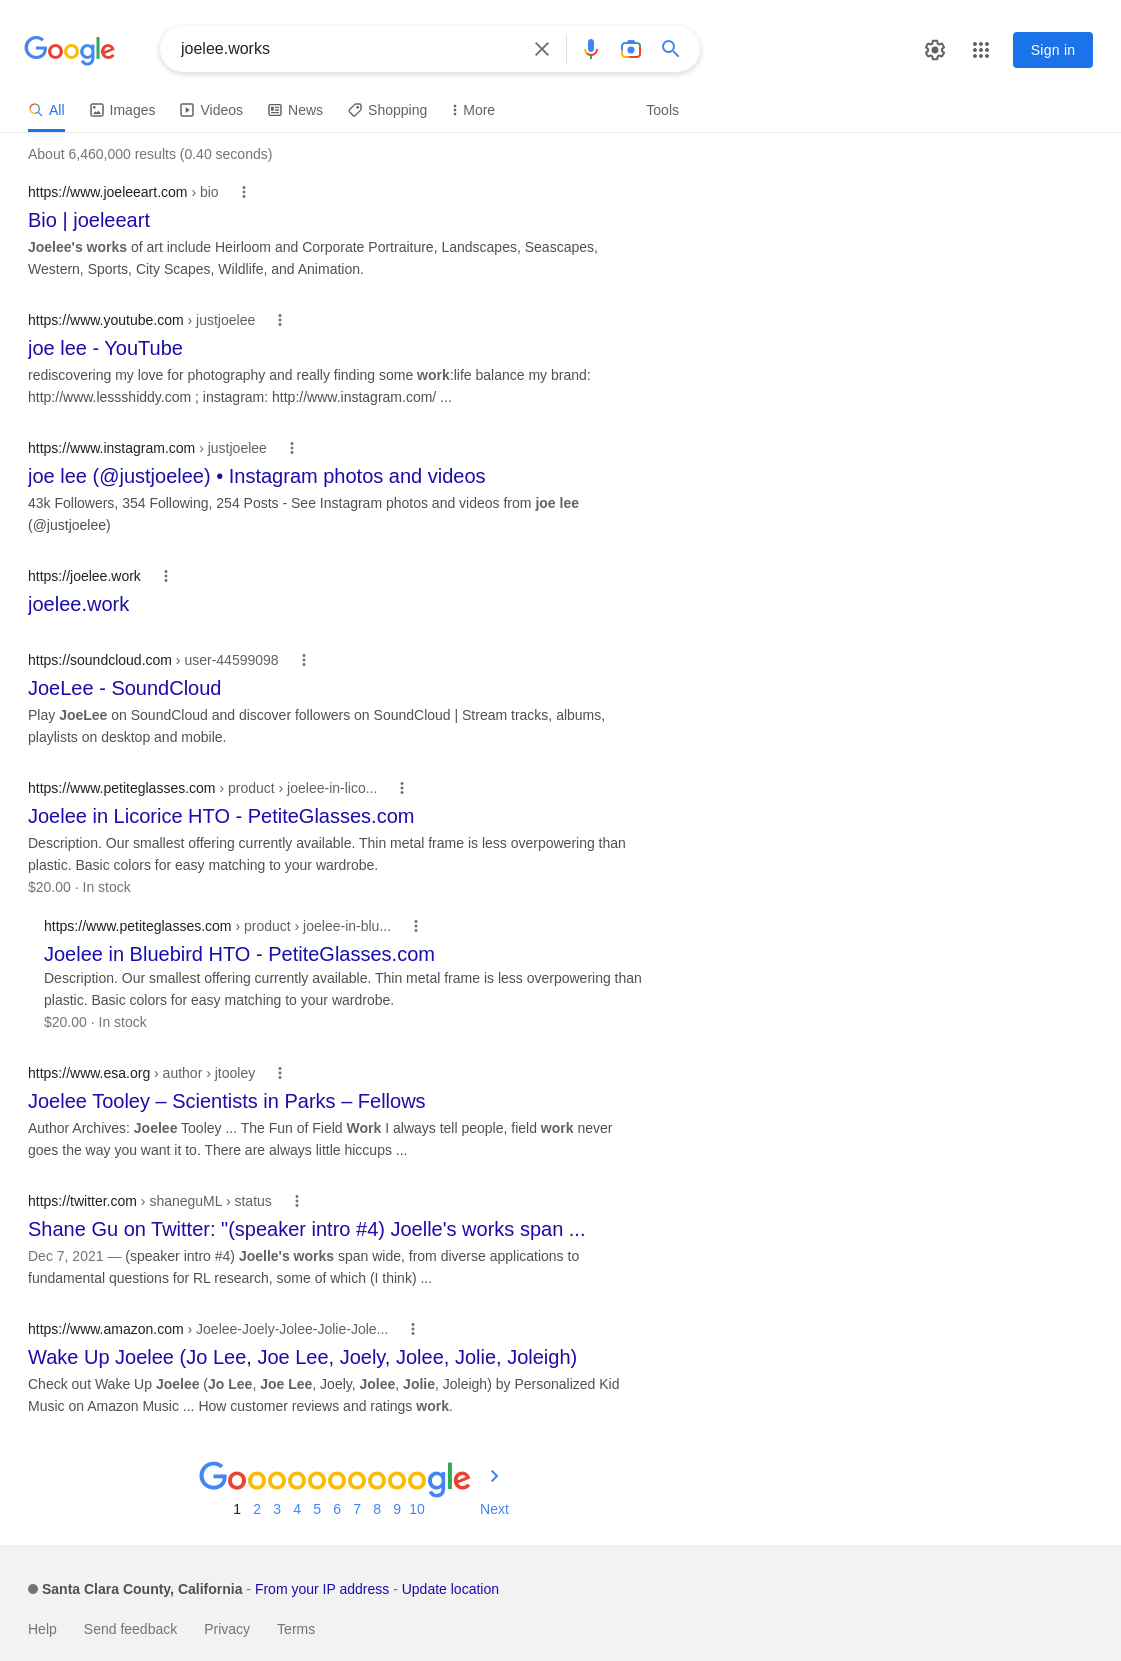 Google
joelee.works
Sign in
All
Images
Videos
News
Shopping
More
Tools
About 6,460,000 results (0.40 seconds)
https://www.joeleeart.com › bio
Bio | joeleeart
Joelee's works of art include Heirloom and Corporate Portraiture, Landscapes, Seascapes,
Western, Sports, City Scapes, Wildlife, and Animation.
https://www.youtube.com › justjoelee
joe lee - YouTube
rediscovering my love for photography and really finding some work:life balance my brand:
http://www.lessshiddy.com ; instagram: http://www.instagram.com/ ...
https://www.instagram.com › justjoelee
joe lee (@justjoelee) • Instagram photos and videos
43k Followers, 354 Following, 254 Posts - See Instagram photos and videos from joe lee
(@justjoelee)
https://joelee.work
joelee.work
https://soundcloud.com › user-44599098
JoeLee - SoundCloud
Play JoeLee on SoundCloud and discover followers on SoundCloud | Stream tracks, albums,
playlists on desktop and mobile.
https://www.petiteglasses.com › product › joelee-in-lico...
Joelee in Licorice HTO - PetiteGlasses.com
Description. Our smallest offering currently available. Thin metal frame is less overpowering than
plastic. Basic colors for easy matching to your wardrobe.
$20.00 · In stock
https://www.petiteglasses.com › product › joelee-in-blu...
Joelee in Bluebird HTO - PetiteGlasses.com
Description. Our smallest offering currently available. Thin metal frame is less overpowering than
plastic. Basic colors for easy matching to your wardrobe.
$20.00 · In stock
https://www.esa.org › author › jtooley
Joelee Tooley – Scientists in Parks – Fellows
Author Archives: Joelee Tooley ... The Fun of Field Work I always tell people, field work never
goes the way you want it to. There are always little hiccups ...
https://twitter.com › shaneguML › status
Shane Gu on Twitter: "(speaker intro #4) Joelle's works span ...
Dec 7, 2021 — (speaker intro #4) Joelle's works span wide, from diverse applications to
fundamental questions for RL research, some of which (I think) ...
https://www.amazon.com › Joelee-Joely-Jolee-Jolie-Jole...
Wake Up Joelee (Jo Lee, Joe Lee, Joely, Jolee, Jolie, Joleigh)
Check out Wake Up Joelee (Jo Lee, Joe Lee, Joely, Jolee, Jolie, Joleigh) by Personalized Kid
Music on Amazon Music ... How customer reviews and ratings work.
Goooooooooogle
1 2 3 4 5 6 7 8 9 10 Next
Santa Clara County, California - From your IP address - Update location
Help Send feedback Privacy Terms